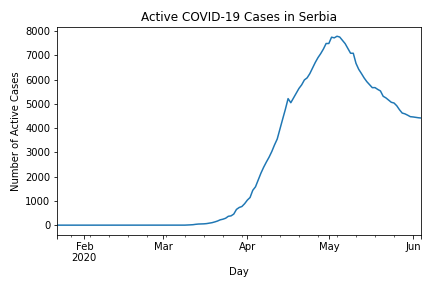 Active COVID-19 Cases in Serbia
Number of Active Cases
8000
7000
6000
5000
4000
3000
2000
1000
0
Feb Mar Apr May Jun
2020
Day